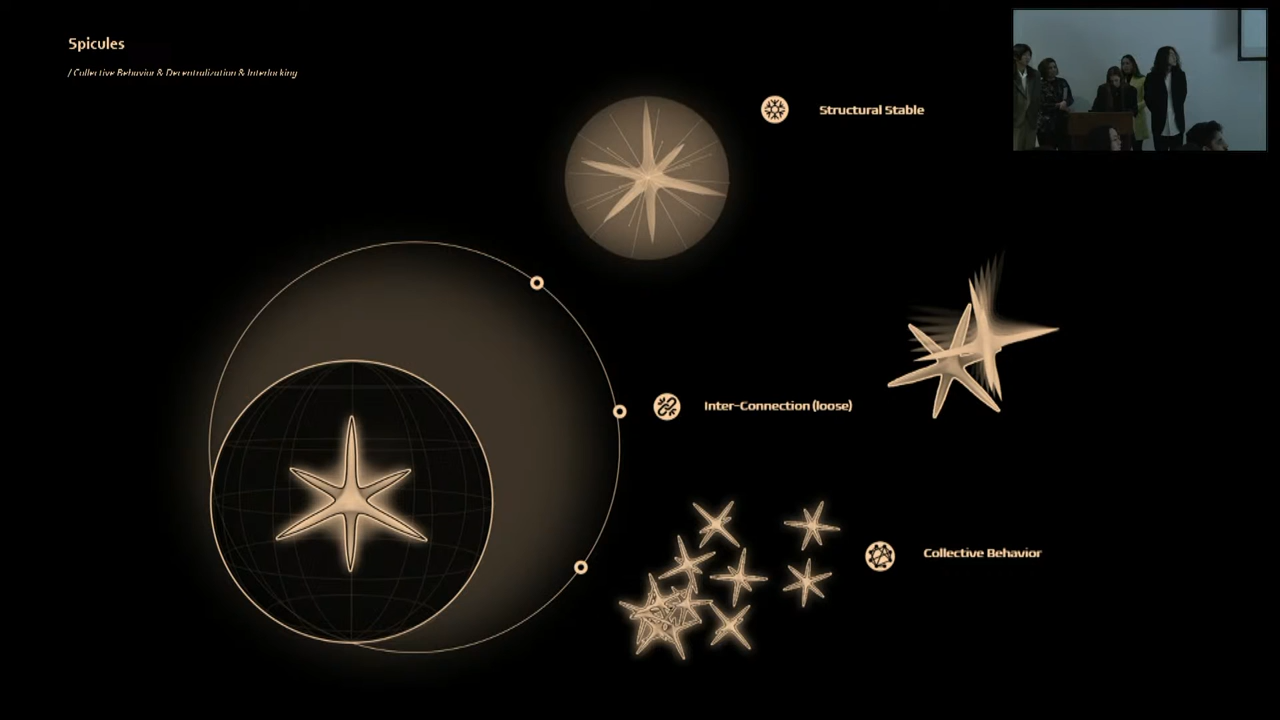 Spicules
/ Collective Behavior & Decentralization & Interlocking
Structural Stable
Inter-Connection (loose)
Collective Behavior